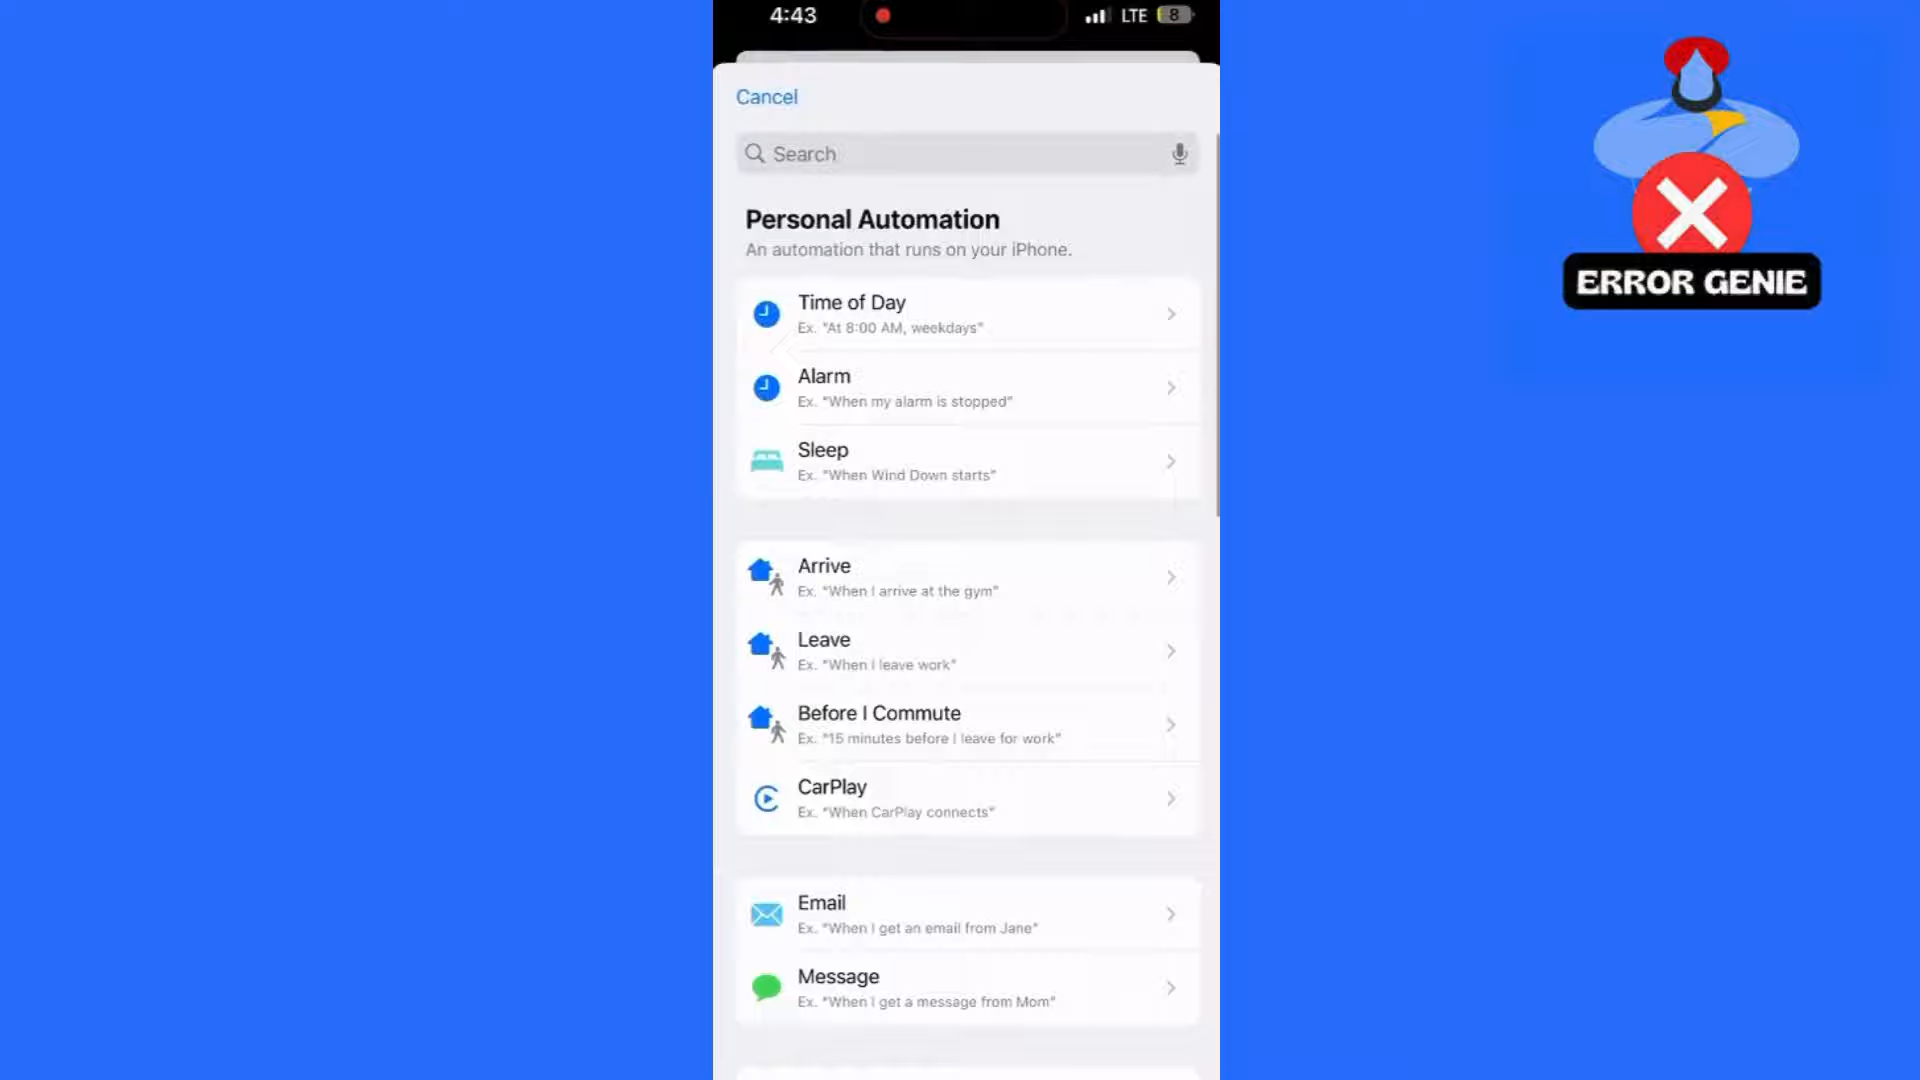 4:43
LTE
8
Cancel
Search
Personal Automation
An automation that runs on your iPhone.
Time of Day
Ex. "At 8:00 AM, weekdays"
Alarm
Ex. "When my alarm is stopped"
Sleep
Ex. "When Wind Down starts"
Arrive
Ex. "When I arrive at the gym"
Leave
Ex. "When I leave work"
Before I Commute
Ex. "15 minutes before I leave for work"
CarPlay
Ex. "When CarPlay connects"
Email
Ex. "When I get an email from Jane"
Message
Ex. "When I get a message from Mom"
ERROR GENIE